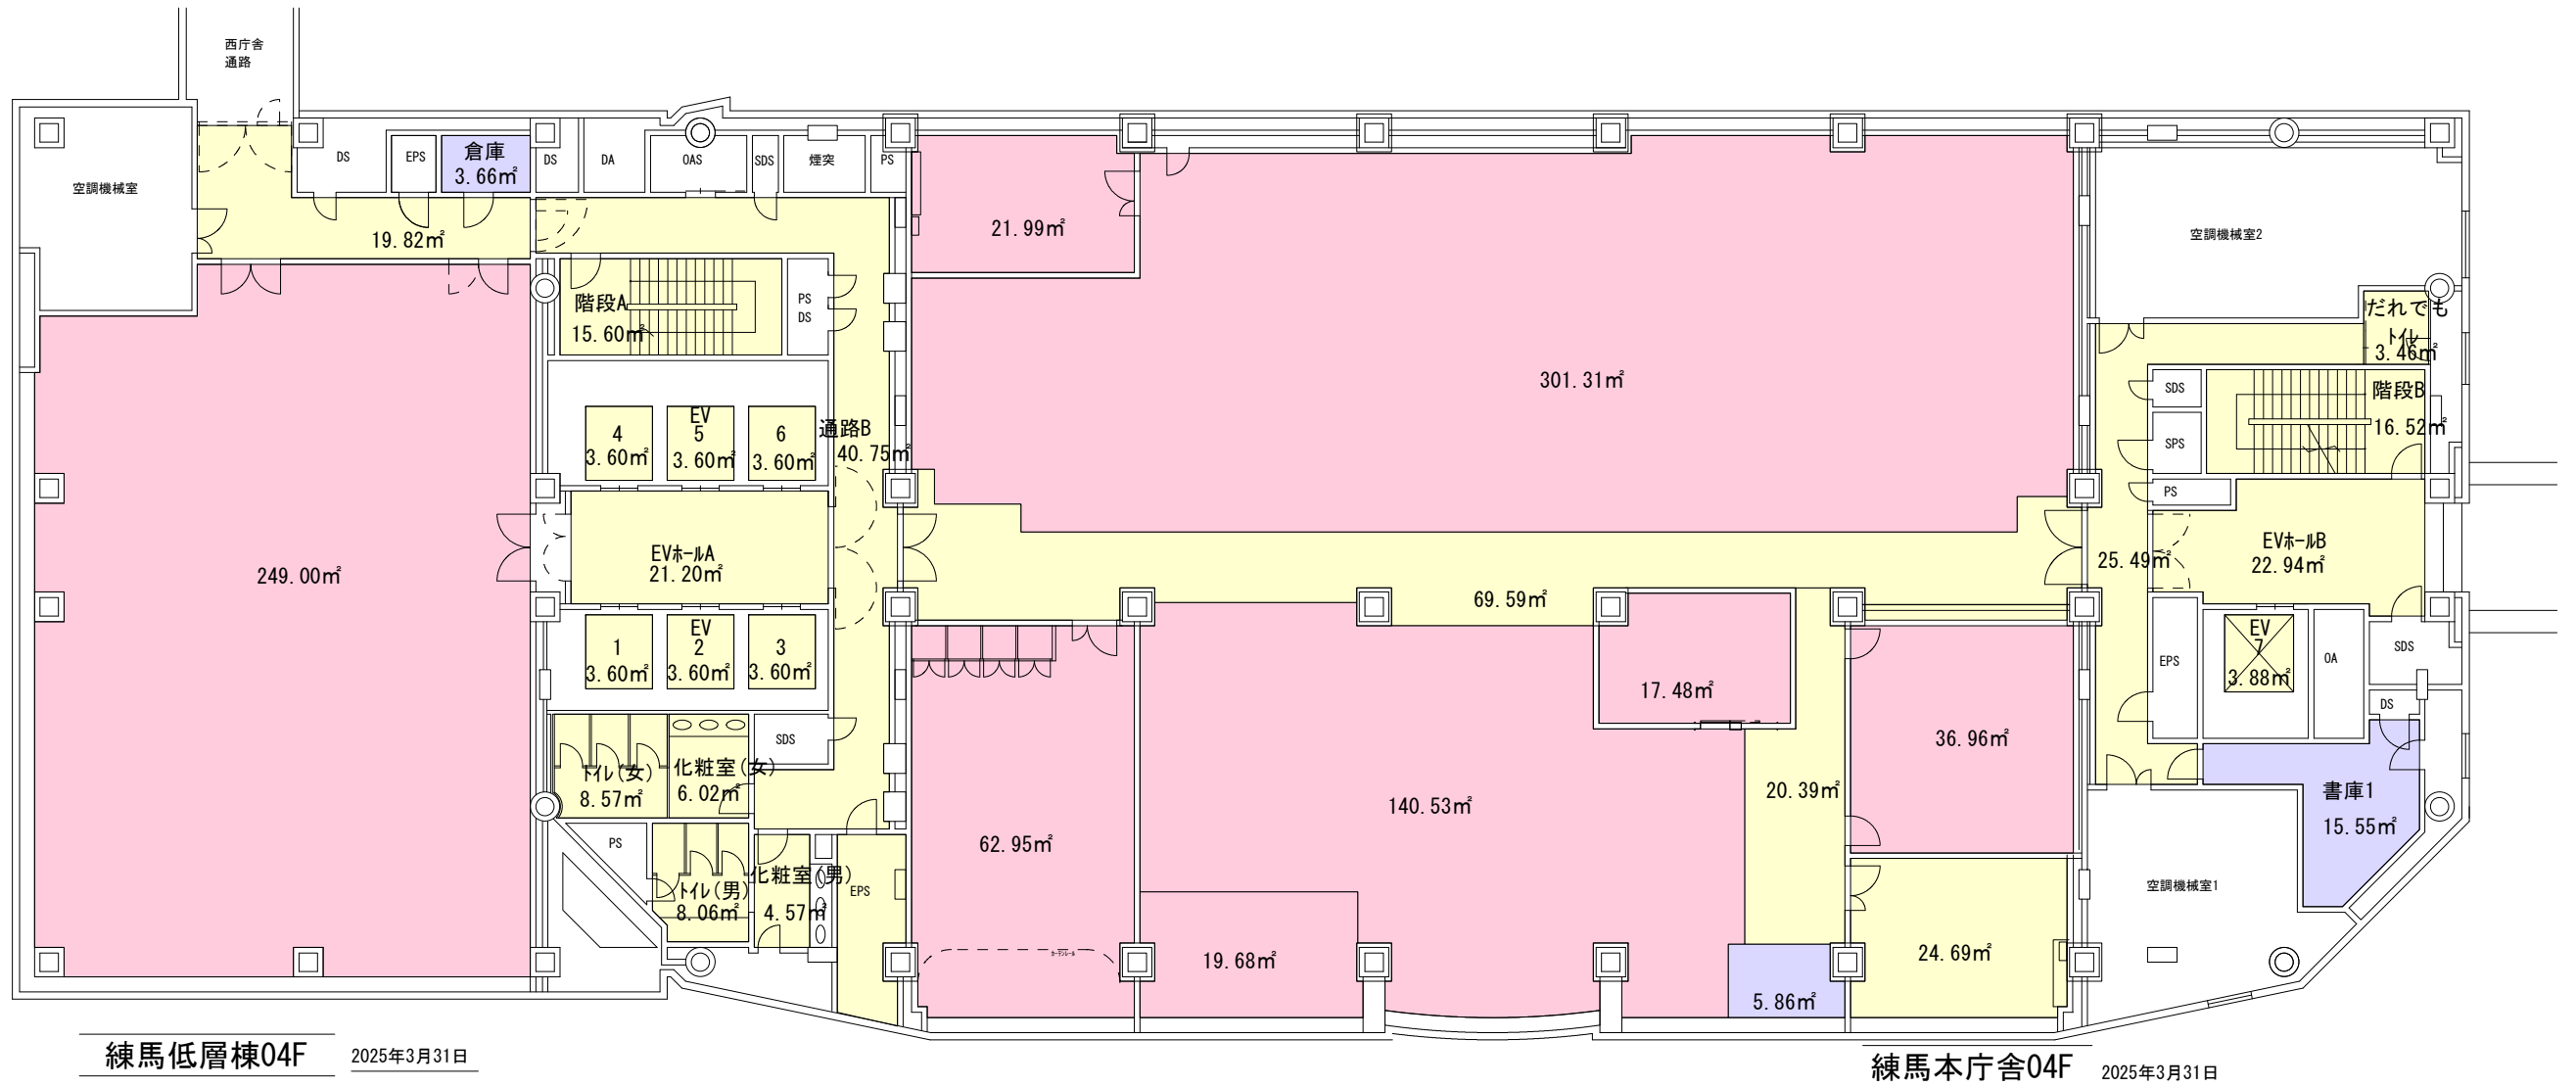 西庁舎
通路
空調機械室
DS
EPS
倉庫
3.66㎡
DS
DA
OAS
SDS
煙突
PS
19.82㎡
21.99㎡
空調機械室2
階段A
15.60㎡
PS
DS
だれでも
トイレ
3.46㎡
301.31㎡
SDS
階段B
16.52㎡
SPS
PS
4
3.60㎡
EV
5
3.60㎡
6
3.60㎡
通路B
40.75㎡
249.00㎡
EVホールA
21.20㎡
25.49㎡
EVホールB
22.94㎡
69.59㎡
1
3.60㎡
EV
2
3.60㎡
3
3.60㎡
17.48㎡
EPS
EV
7
3.88㎡
OA
SDS
DS
SDS
36.96㎡
トイレ(女)
8.57㎡
化粧室(女)
6.02㎡
140.53㎡
20.39㎡
書庫1
15.55㎡
PS
62.95㎡
トイレ(男)
8.06㎡
化粧室(男)
4.57㎡
EPS
空調機械室1
カーテンレール
19.68㎡
24.69㎡
5.86㎡
練馬低層棟04F
2025年3月31日
練馬本庁舎04F
2025年3月31日